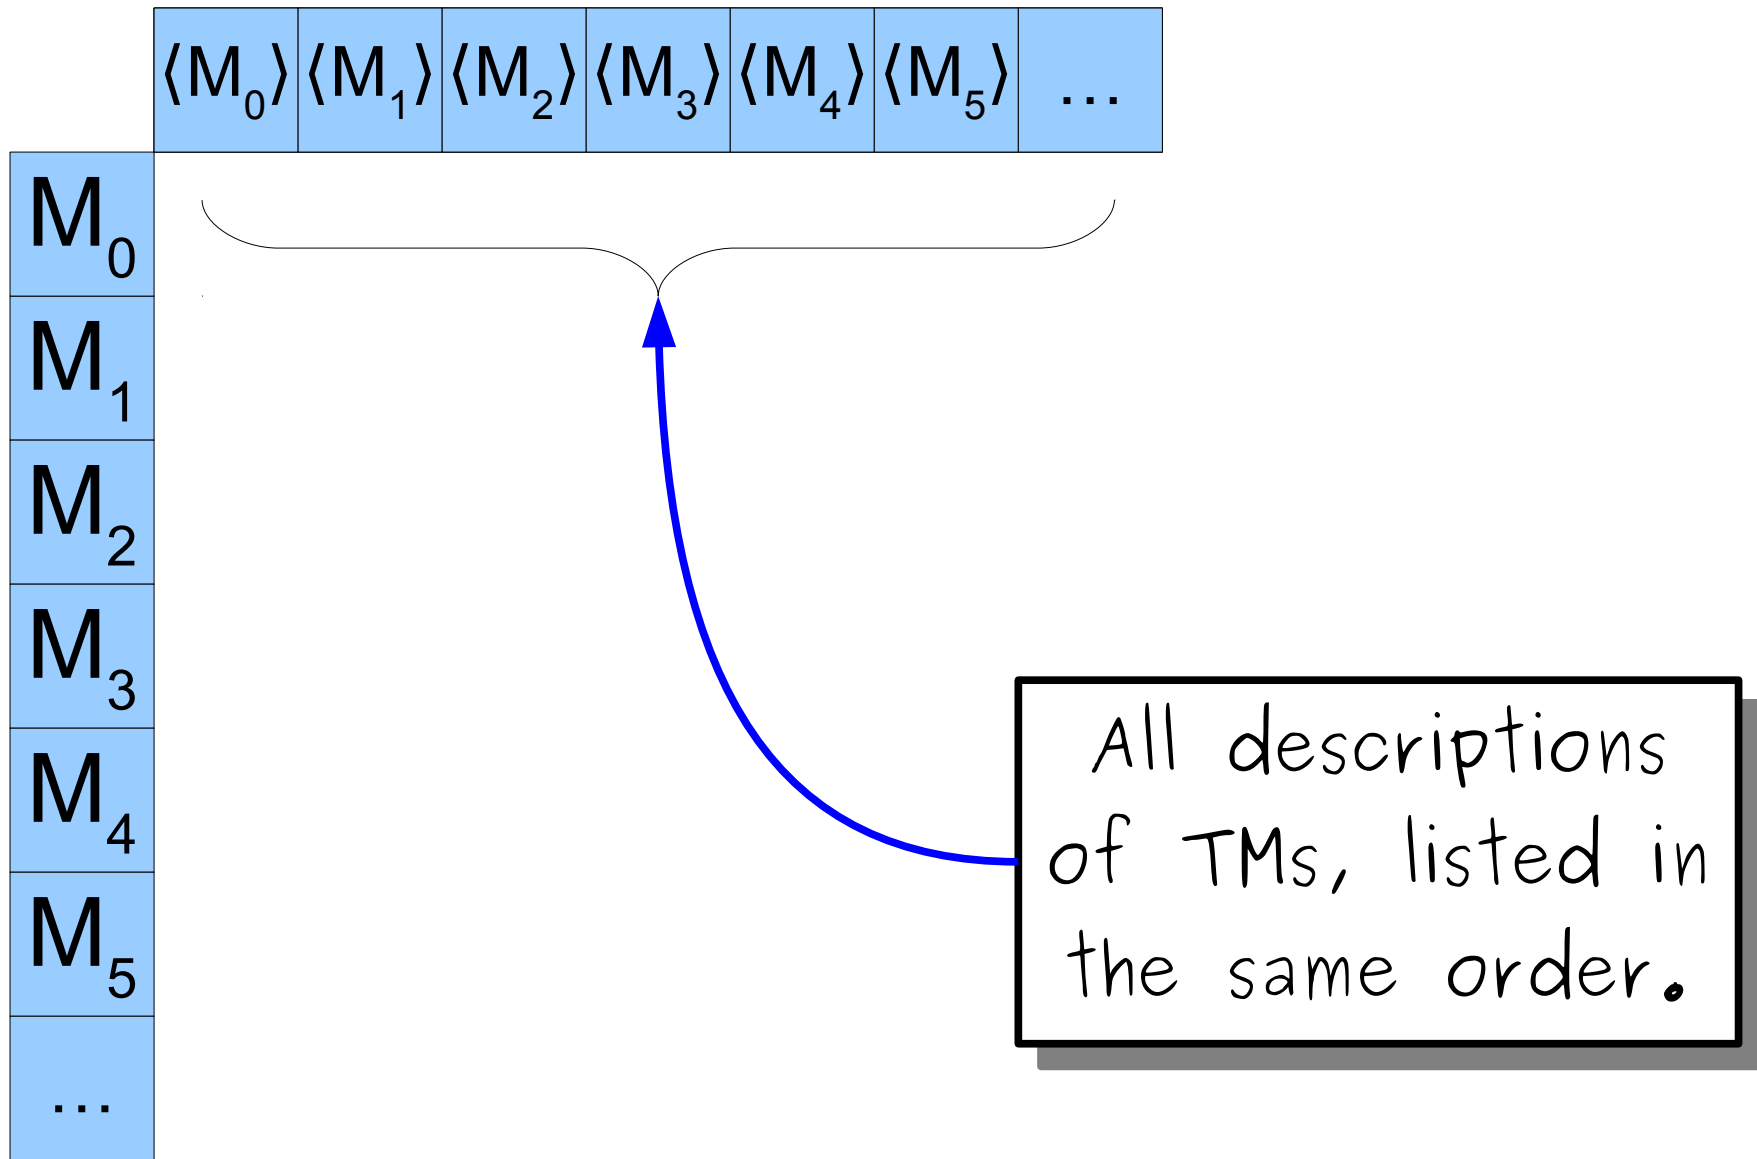 ⟨M₀⟩ ⟨M₁⟩ ⟨M₂⟩ ⟨M₃⟩ ⟨M₄⟩ ⟨M₅⟩ …
M₀
M₁
M₂
M₃
M₄
M₅
…
All descriptions
of TMs, listed in
the same order.